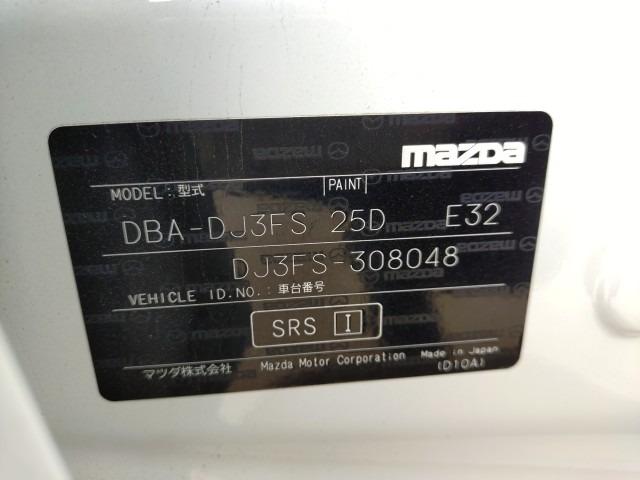 mazDa
MODEL: 型式 PAINT
DBA-DJ3FS 25D E32
DJ3FS-308048
VEHICLE ID.NO.: 車台番号
SRS I
マツダ株式会社 Mazda Motor Corporation Made in Japan
(D10A)